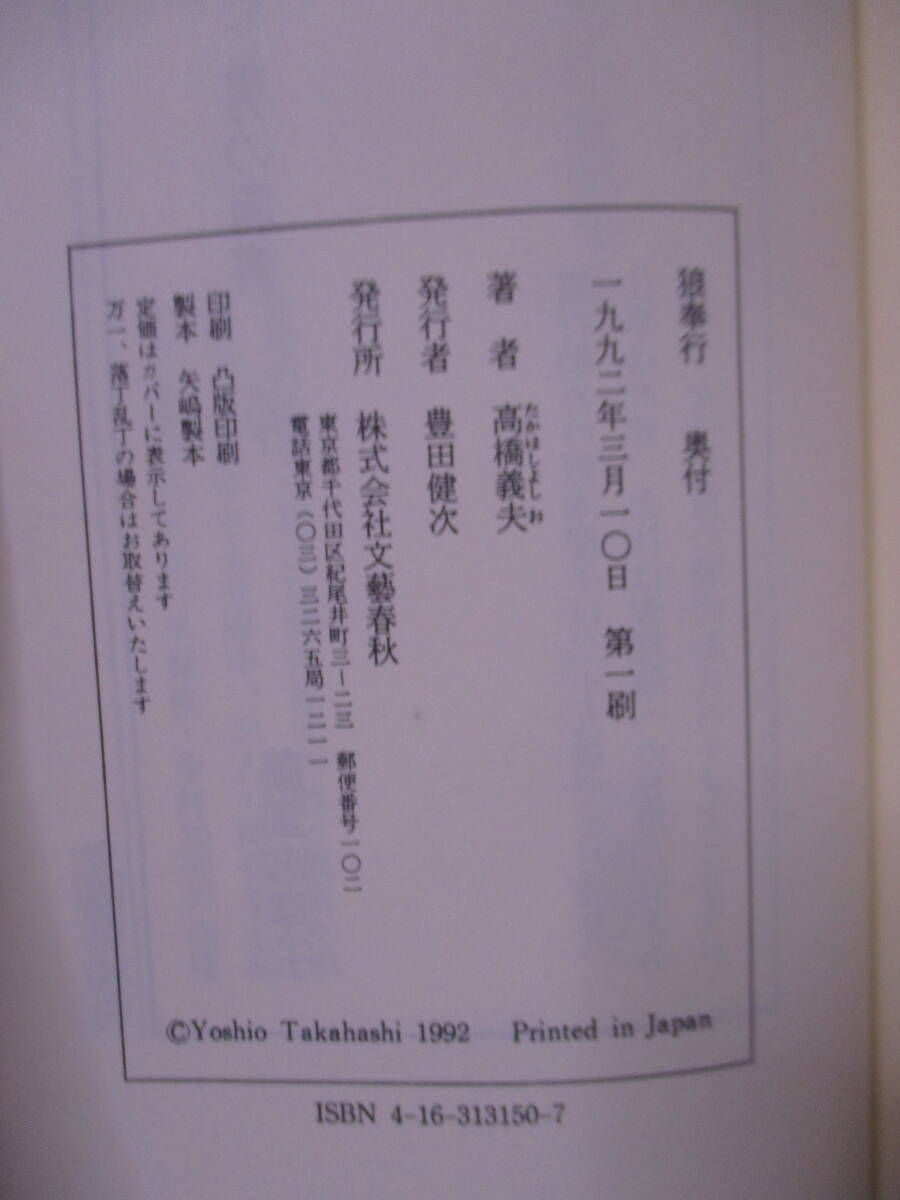 狼奉行　奥付
一九九二年三月一〇日　第一刷
著　者　高橋義夫
たかはしよしお
発行者　豊田健次
発行所　株式会社文藝春秋
東京都千代田区紀尾井町三ー二三　郵便番号一〇二
電話東京（〇三）三二六五局一二一一
印刷　凸版印刷
製本　矢嶋製本
定価はカバーに表示してあります
万一、落丁乱丁の場合はお取替えいたします
©Yoshio Takahashi 1992　Printed in Japan
ISBN 4-16-313150-7